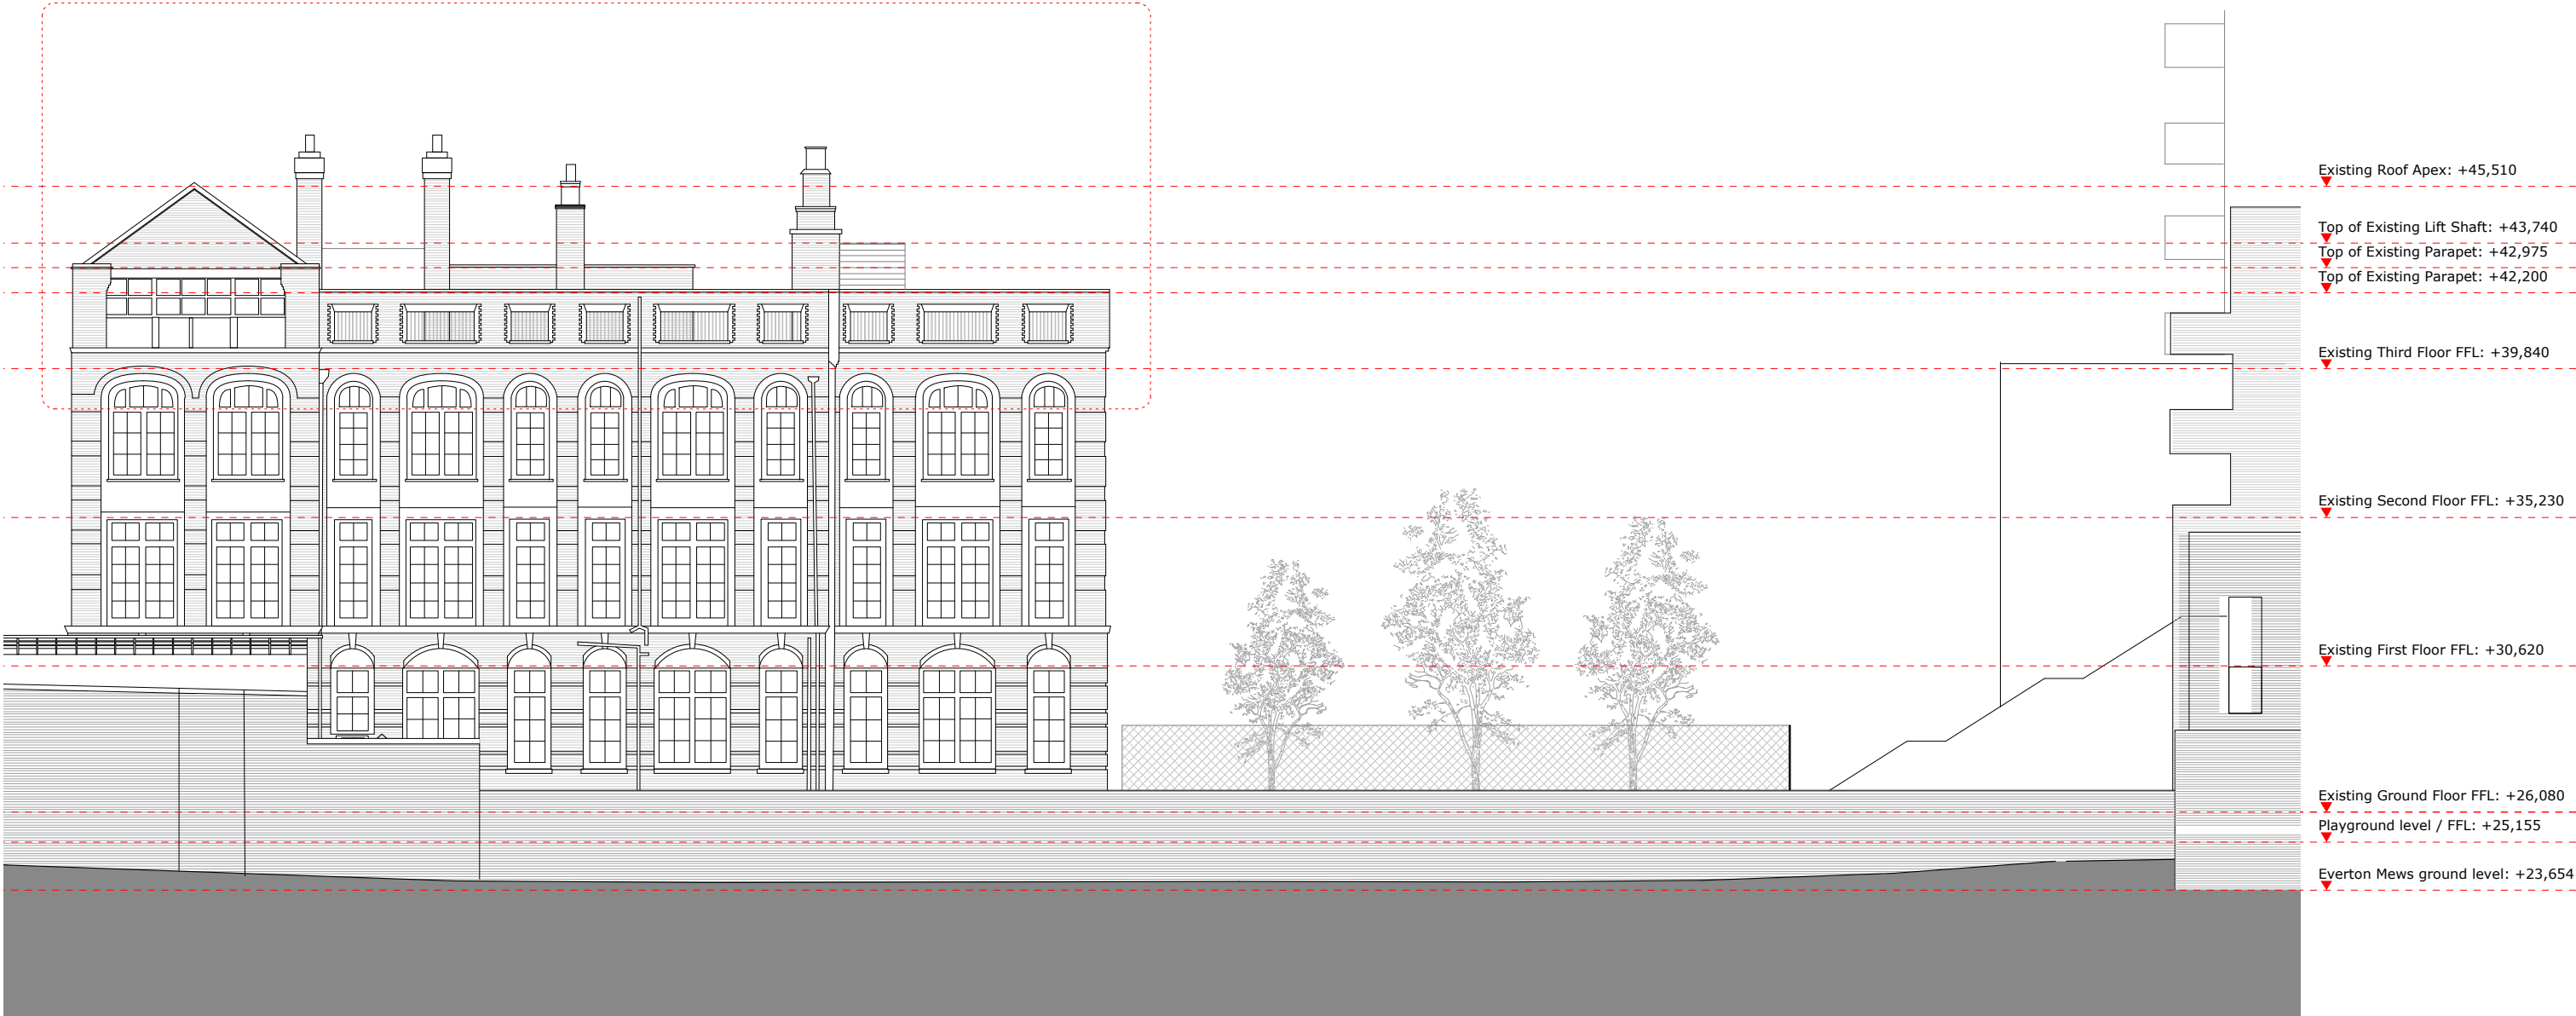 Existing Roof Apex: +45,510
Top of Existing Lift Shaft: +43,740
Top of Existing Parapet: +42,975
Top of Existing Parapet: +42,200
Existing Third Floor FFL: +39,840
Existing Second Floor FFL: +35,230
Existing First Floor FFL: +30,620
Existing Ground Floor FFL: +26,080
Playground level / FFL: +25,155
Everton Mews ground level: +23,654